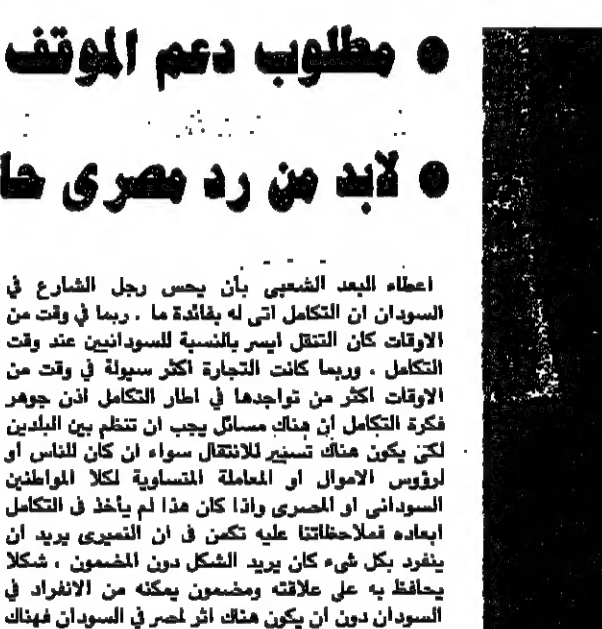 • مطلوب دعم الموقف
• لابد من رد مصرى حا
اعطاء البعد الشعبي بأن يحس رجل الشارع في
السودان ان التكامل اتى له بفائدة ما . ربما في وقت من
الاوقات كان التنقل ايسر بالنسبة للسودانيين عند وقت
التكامل . وربما كانت التجارة اكثر سيولة في وقت من
الاوقات اكثر من تواجدها في اطار التكامل اذن جوهر
فكرة التكامل ان هناك مسائل يجب ان تنظم بين البلدين
لكى يكون هناك تسيير للانتقال سواء ان كان للناس او
لرؤوس الاموال او المعاملة المتساوية لكلا المواطنين
السودانى او المصرى واذا كان هذا لم يأخذ فى التكامل
ابعاده فملاحظاتنا عليه تكمن فى ان النميرى يريد ان
ينفرد بكل شىء كان يريد الشكل دون المضمون ، شكلا
يحافظ به على علاقته ومضمون يمكنه من الانفراد في
السودان دون أن يكون هناك اثر لمصر في السودان فهناك